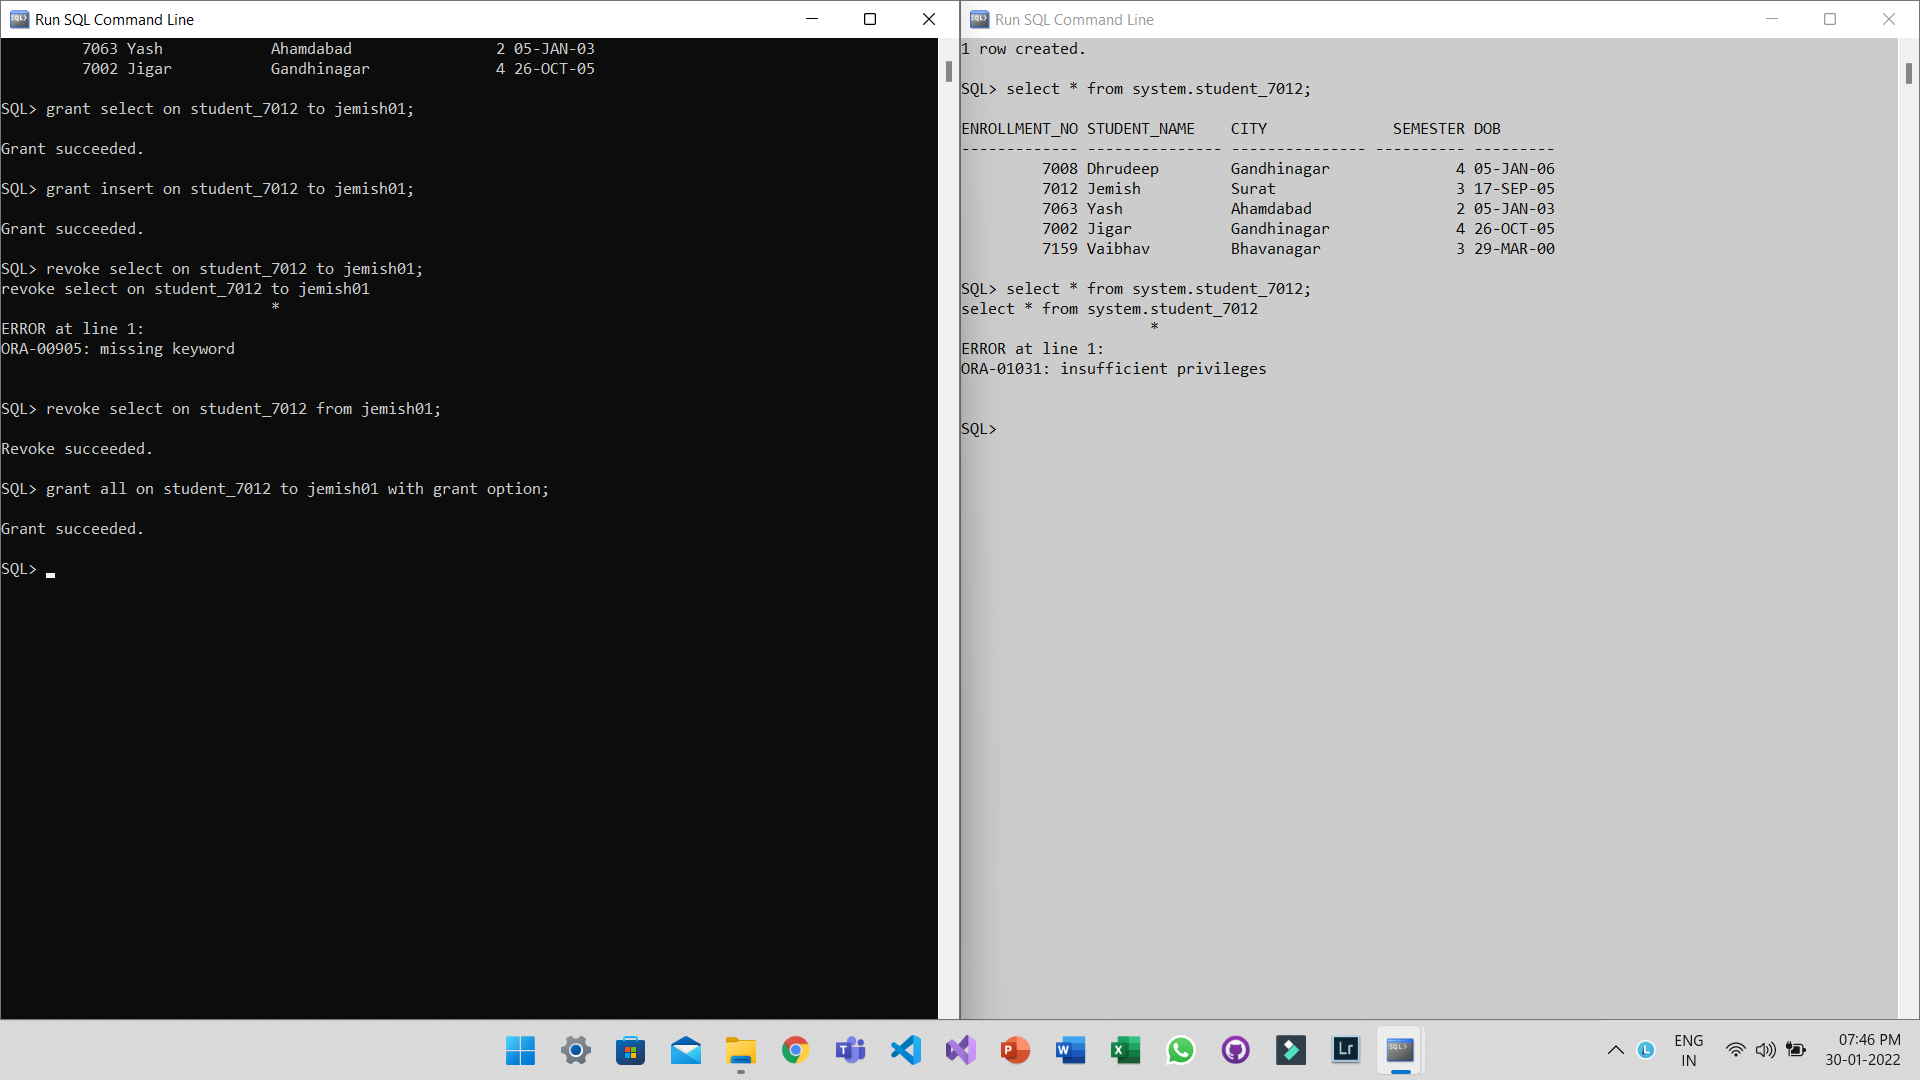 Run SQL Command Line
7063 Yash Ahamdabad 2 05-JAN-03
7002 Jigar Gandhinagar 4 26-OCT-05
SQL> grant select on student_7012 to jemish01;
Grant succeeded.
SQL> grant insert on student_7012 to jemish01;
Grant succeeded.
SQL> revoke select on student_7012 to jemish01;
revoke select on student_7012 to jemish01
*
ERROR at line 1:
ORA-00905: missing keyword
SQL> revoke select on student_7012 from jemish01;
Revoke succeeded.
SQL> grant all on student_7012 to jemish01 with grant option;
Grant succeeded.
SQL>
Run SQL Command Line
1 row created.
SQL> select * from system.student_7012;
ENROLLMENT_NO STUDENT_NAME CITY SEMESTER DOB
------------- --------------- --------------- ---------- ---------
7008 Dhrudeep Gandhinagar 4 05-JAN-06
7012 Jemish Surat 3 17-SEP-05
7063 Yash Ahamdabad 2 05-JAN-03
7002 Jigar Gandhinagar 4 26-OCT-05
7159 Vaibhav Bhavanagar 3 29-MAR-00
SQL> select * from system.student_7012;
select * from system.student_7012
*
ERROR at line 1:
ORA-01031: insufficient privileges
SQL>
Lr
L
ENG
IN
07:46 PM
30-01-2022